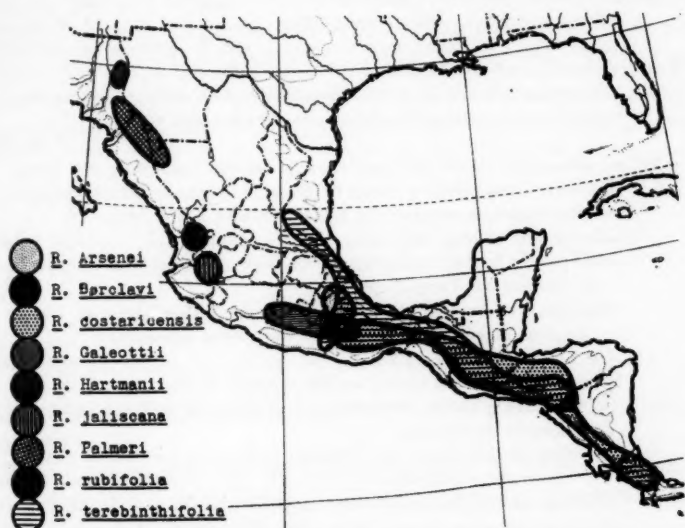 R. Arsenei
R. Barclayi
R. costaricensis
R. Galeottii
R. Hartmanii
R. jaliscana
R. Palmeri
R. rubifolia
R. terebinthifolia